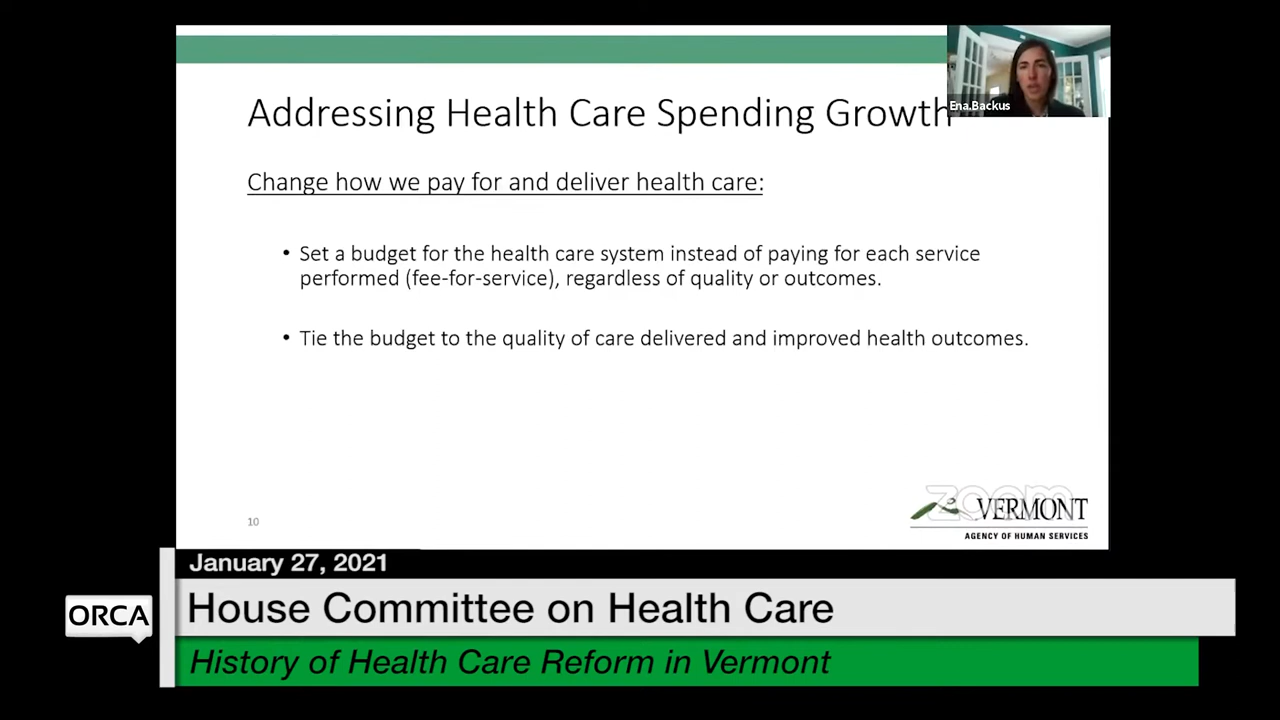 Addressing Health Care Spending Growth
Ena.Backus
Change how we pay for and deliver health care:
• Set a budget for the health care system instead of paying for each service
performed (fee-for-service), regardless of quality or outcomes.
• Tie the budget to the quality of care delivered and improved health outcomes.
zoom
VERMONT
AGENCY OF HUMAN SERVICES
10
January 27, 2021
ORCA
House Committee on Health Care
History of Health Care Reform in Vermont